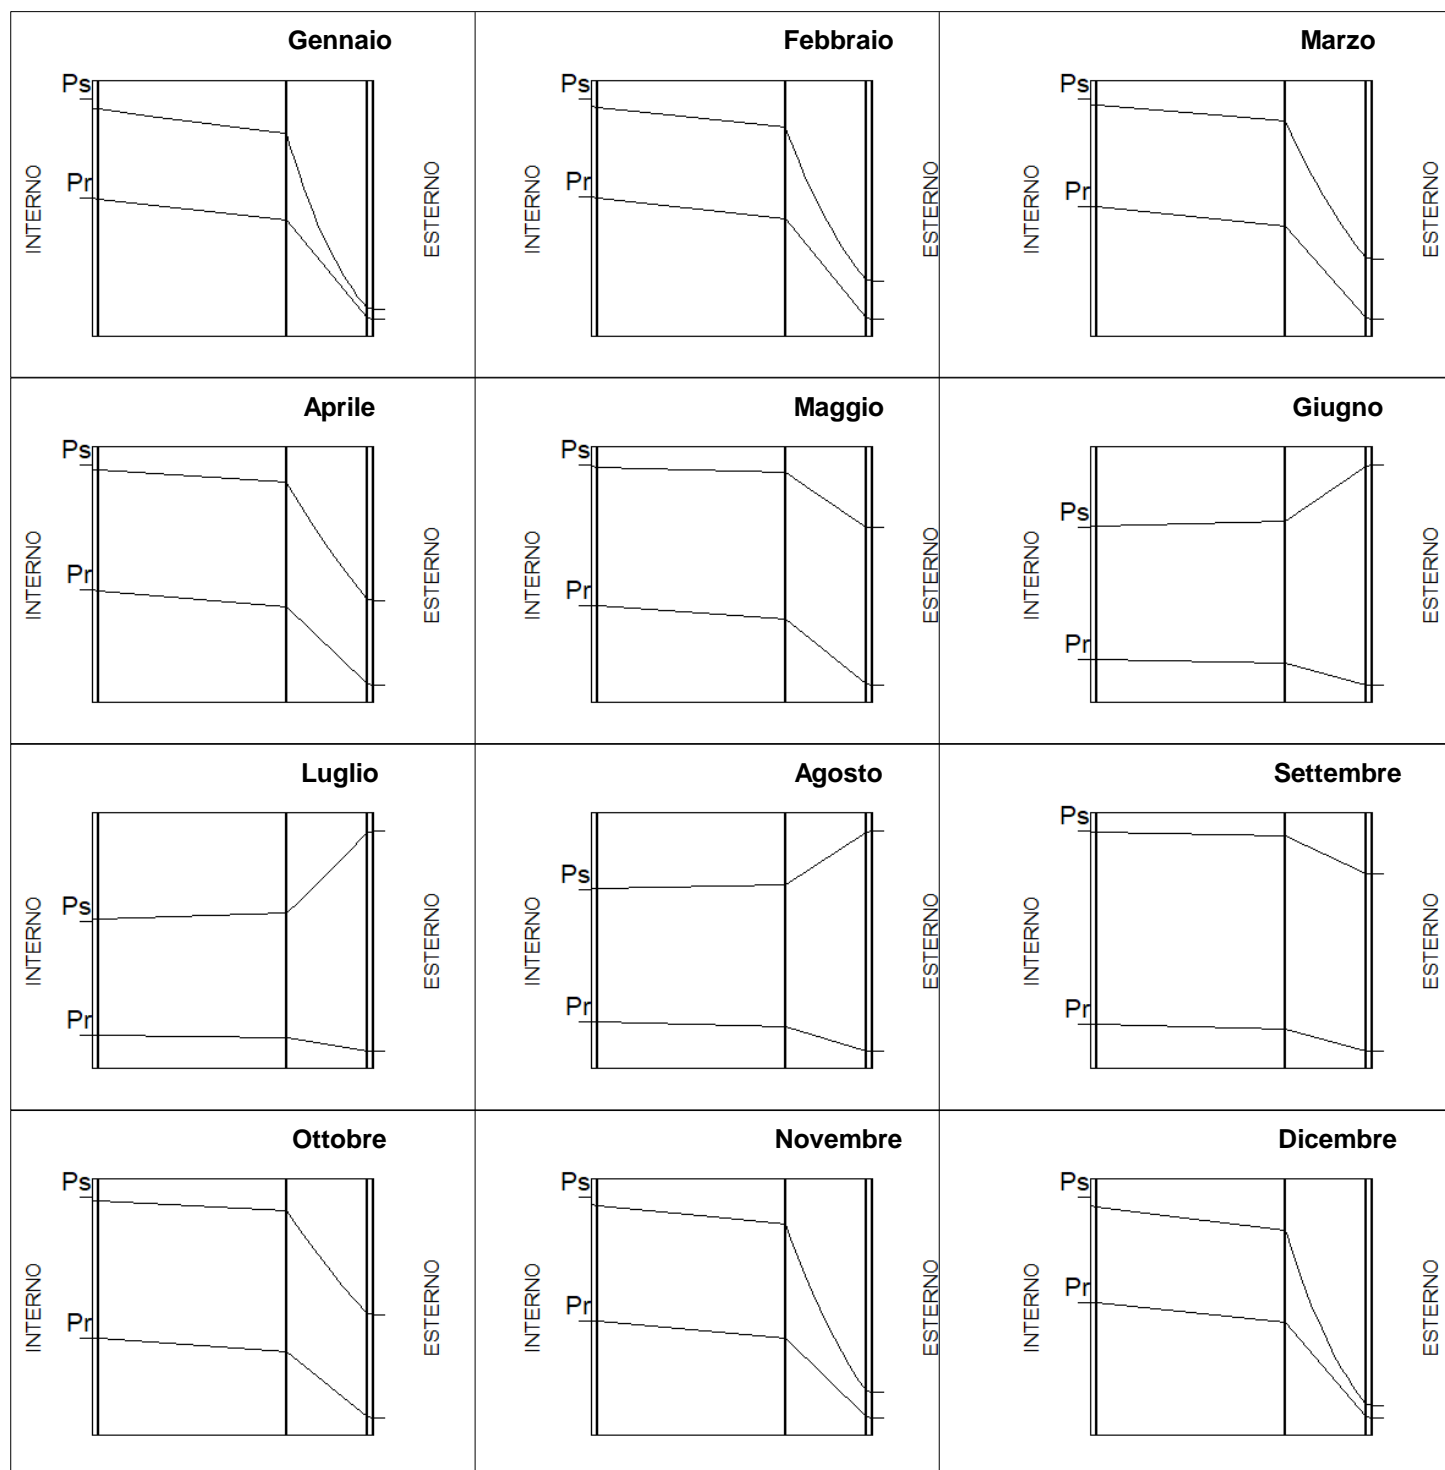 Gennaio
Ps
Pr
INTERNO
ESTERNO
Febbraio
Ps
Pr
INTERNO
ESTERNO
Marzo
Ps
Pr
INTERNO
ESTERNO
Aprile
Ps
Pr
INTERNO
ESTERNO
Maggio
Ps
Pr
INTERNO
ESTERNO
Giugno
Ps
Pr
INTERNO
ESTERNO
Luglio
Ps
Pr
INTERNO
ESTERNO
Agosto
Ps
Pr
INTERNO
ESTERNO
Settembre
Ps
Pr
INTERNO
ESTERNO
Ottobre
Ps
Pr
INTERNO
ESTERNO
Novembre
Ps
Pr
INTERNO
ESTERNO
Dicembre
Ps
Pr
INTERNO
ESTERNO